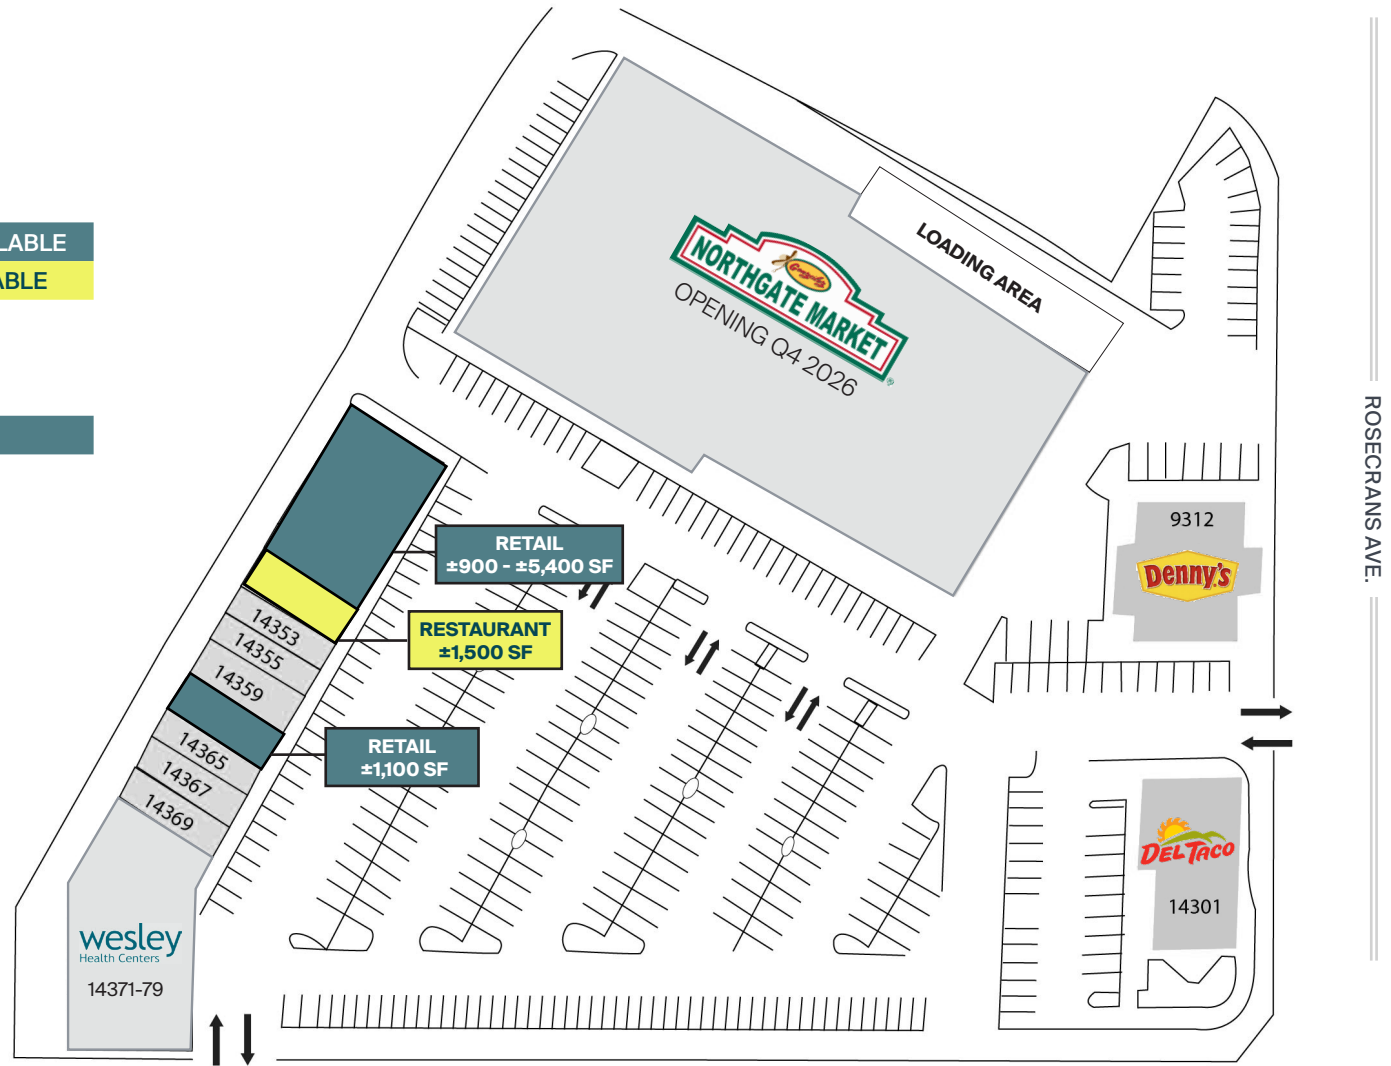 LABLE
ABLE
NORTHGATE MARKET
OPENING Q4 2026
LOADING AREA
ROSECRANS AVE.
9312
Denny's
RETAIL
±900 - ±5,400 SF
RESTAURANT
±1,500 SF
14353
14355
14359
RETAIL
±1,100 SF
14365
14367
14369
DEL TACO
14301
wesley
Health Centers
14371-79